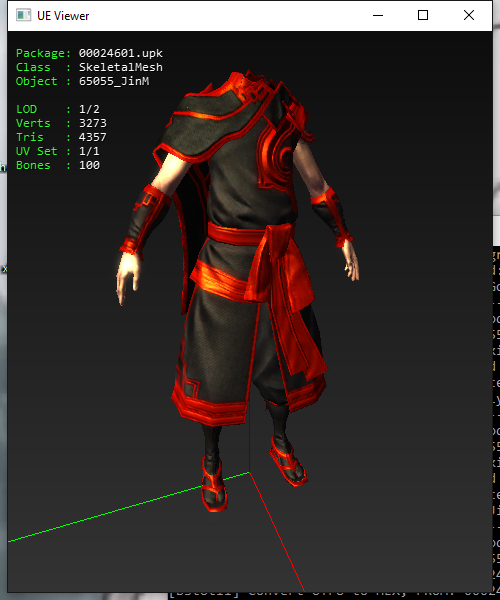 UE Viewer
Package: 00024601.upk
Class : SkeletalMesh
Object : 65055_JinM
LOD : 1/2
Verts : 3273
Tris : 4357
UV Set : 1/1
Bones : 100